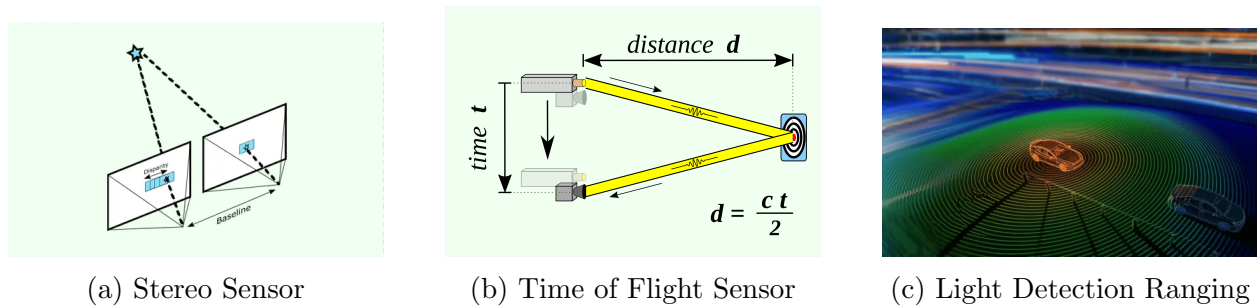 Disparity
Baseline
(a) Stereo Sensor
distance d
time t
d = c t
2
(b) Time of Flight Sensor
(c) Light Detection Ranging